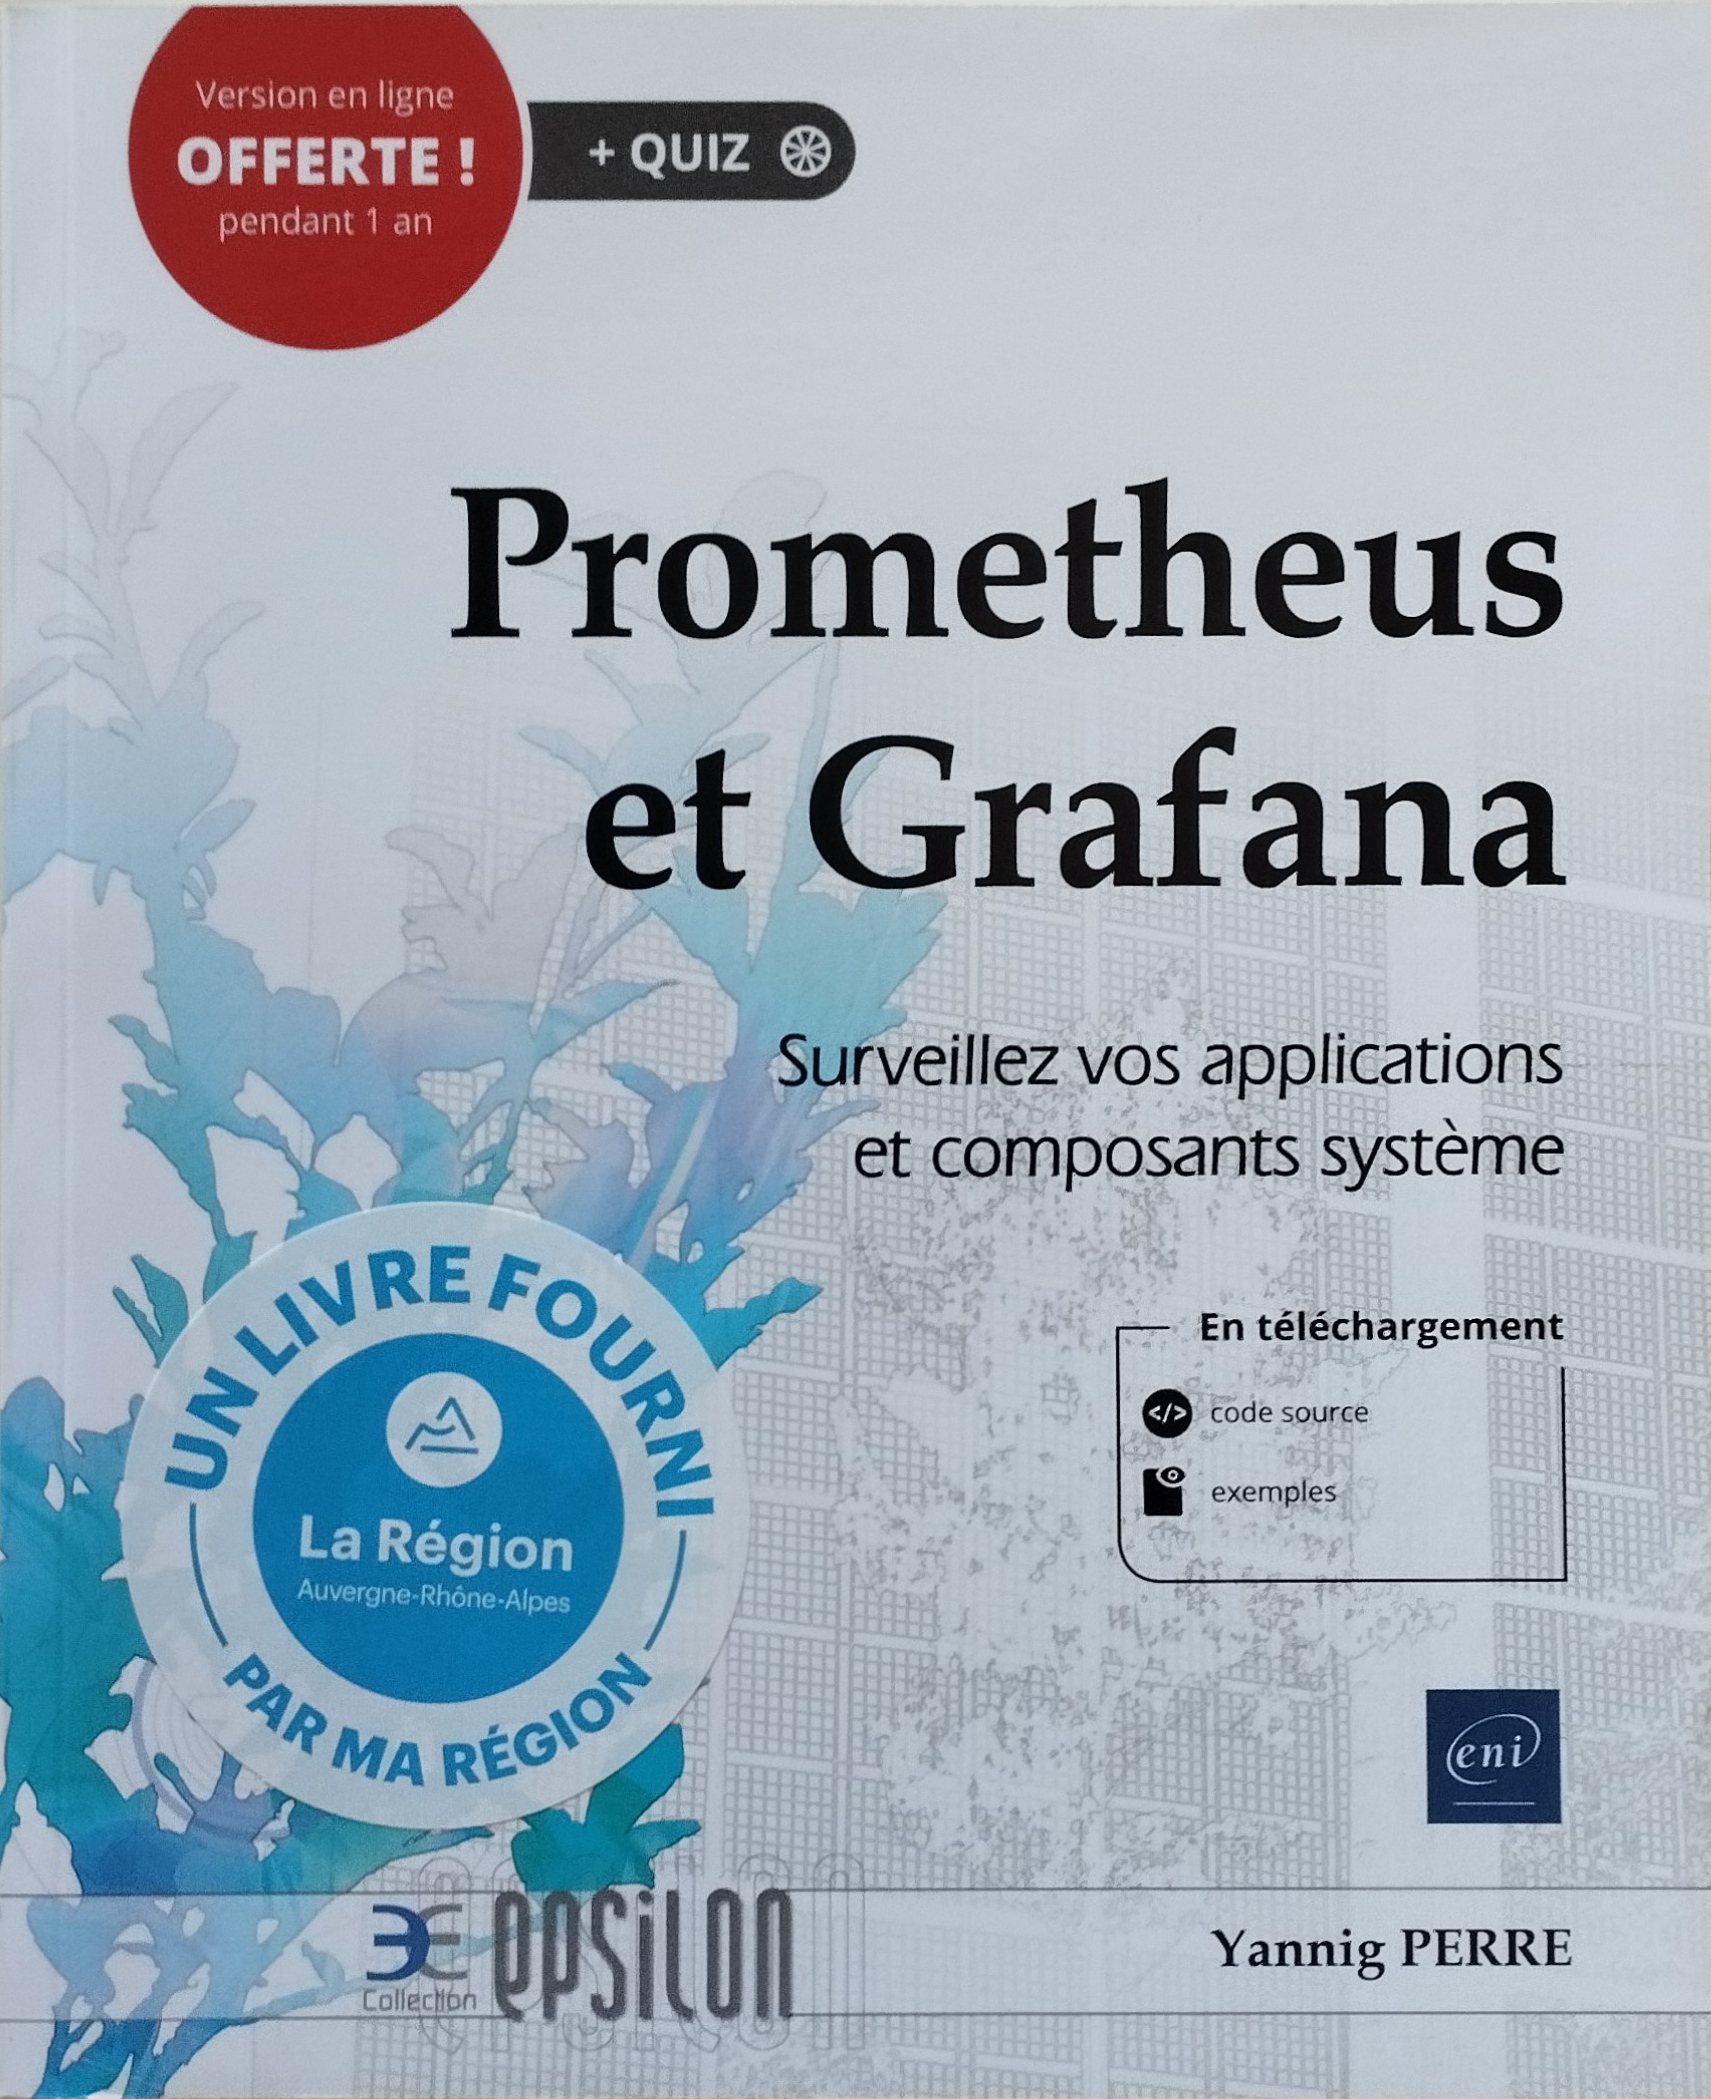 Version en ligne
OFFERTE !
pendant 1 an
+ QUIZ
Prometheus
et Grafana
Surveillez vos applications
et composants système
En téléchargement
</> code source
exemples
UN LIVRE FOURNI
La Région
Auvergne-Rhône-Alpes
PAR MA RÉGION
eni
Collection
epsilon
Yannig PERRE